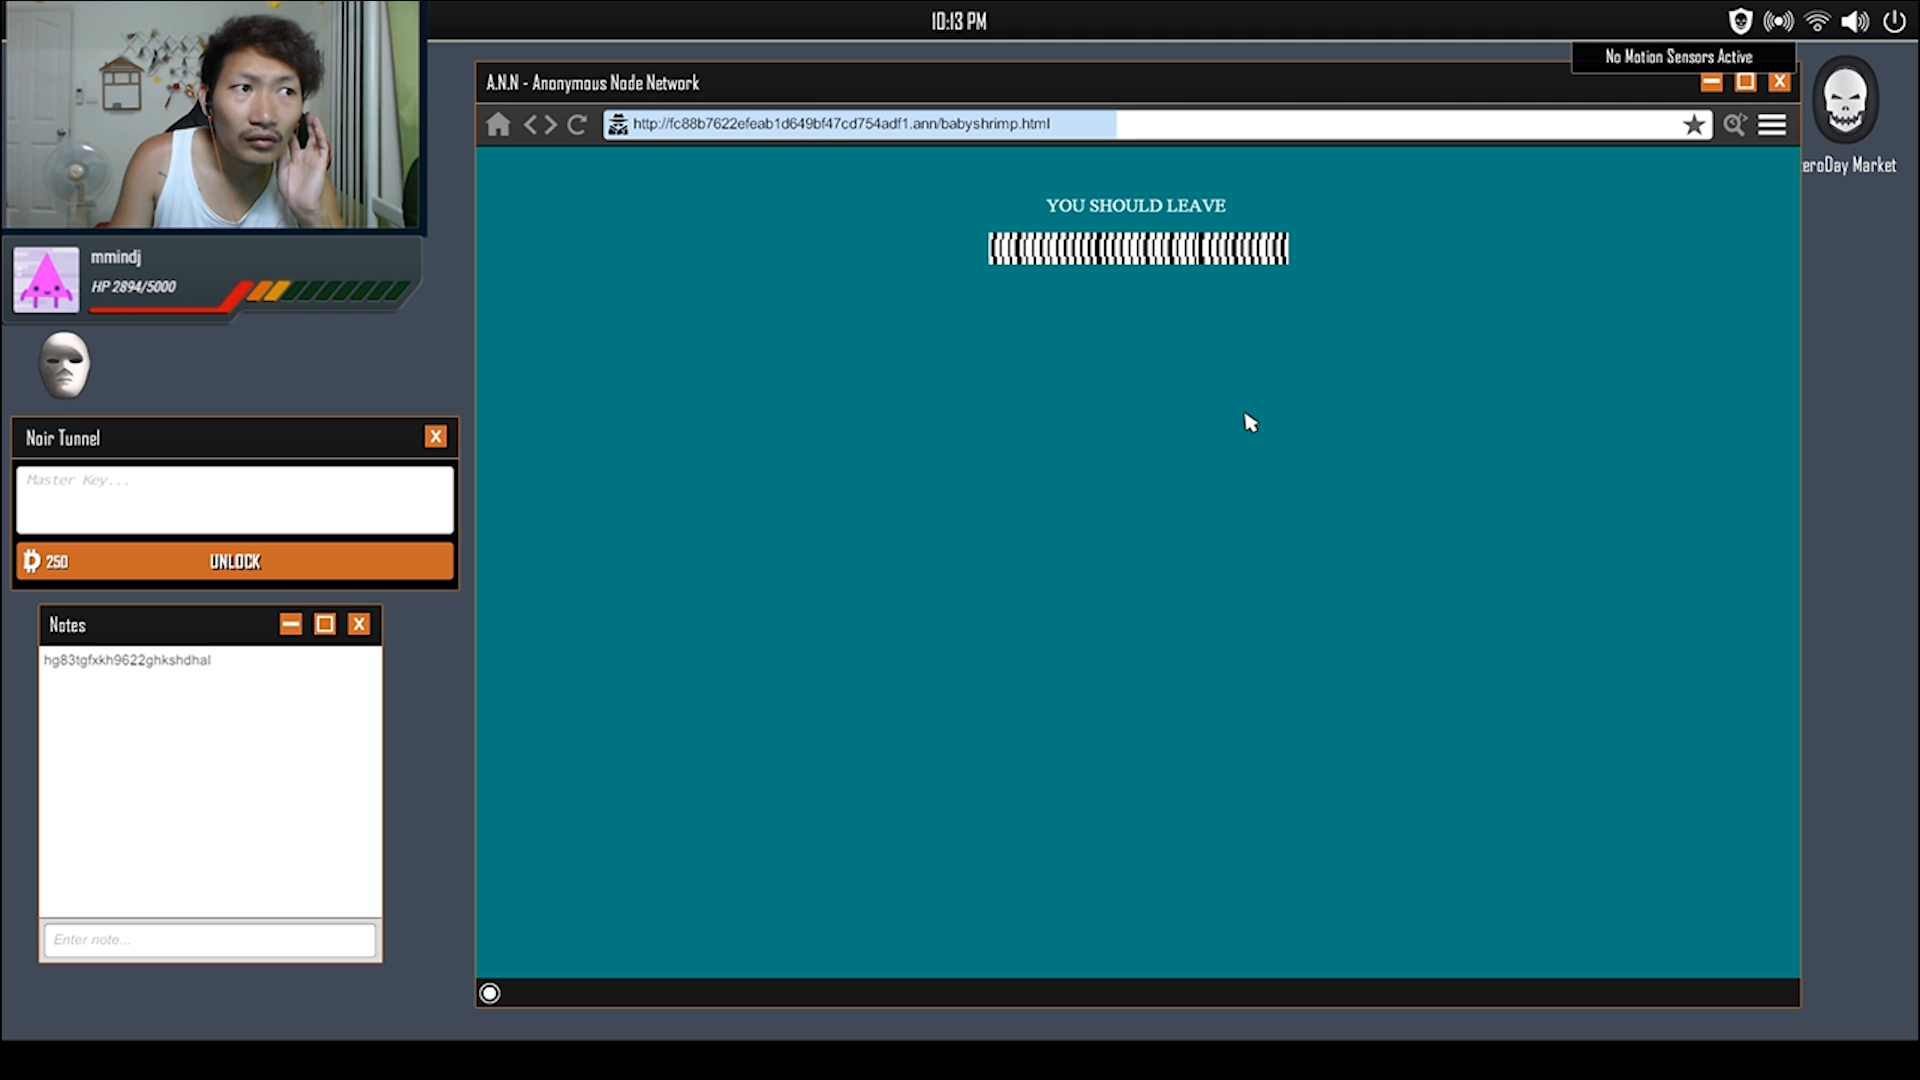 10:13 PM
No Motion Sensors Active
A.N.N - Anonymous Node Network
http://fc88b7622efeab1d649bf47cd754adf1.ann/babyshrimp.html
eroDay Market
YOU SHOULD LEAVE
mmindj
HP 2894/5000
Noir Tunnel
Master Key...
250 UNLOCK
Notes
hg83tgfxkh9622ghkshdhal
Enter note...